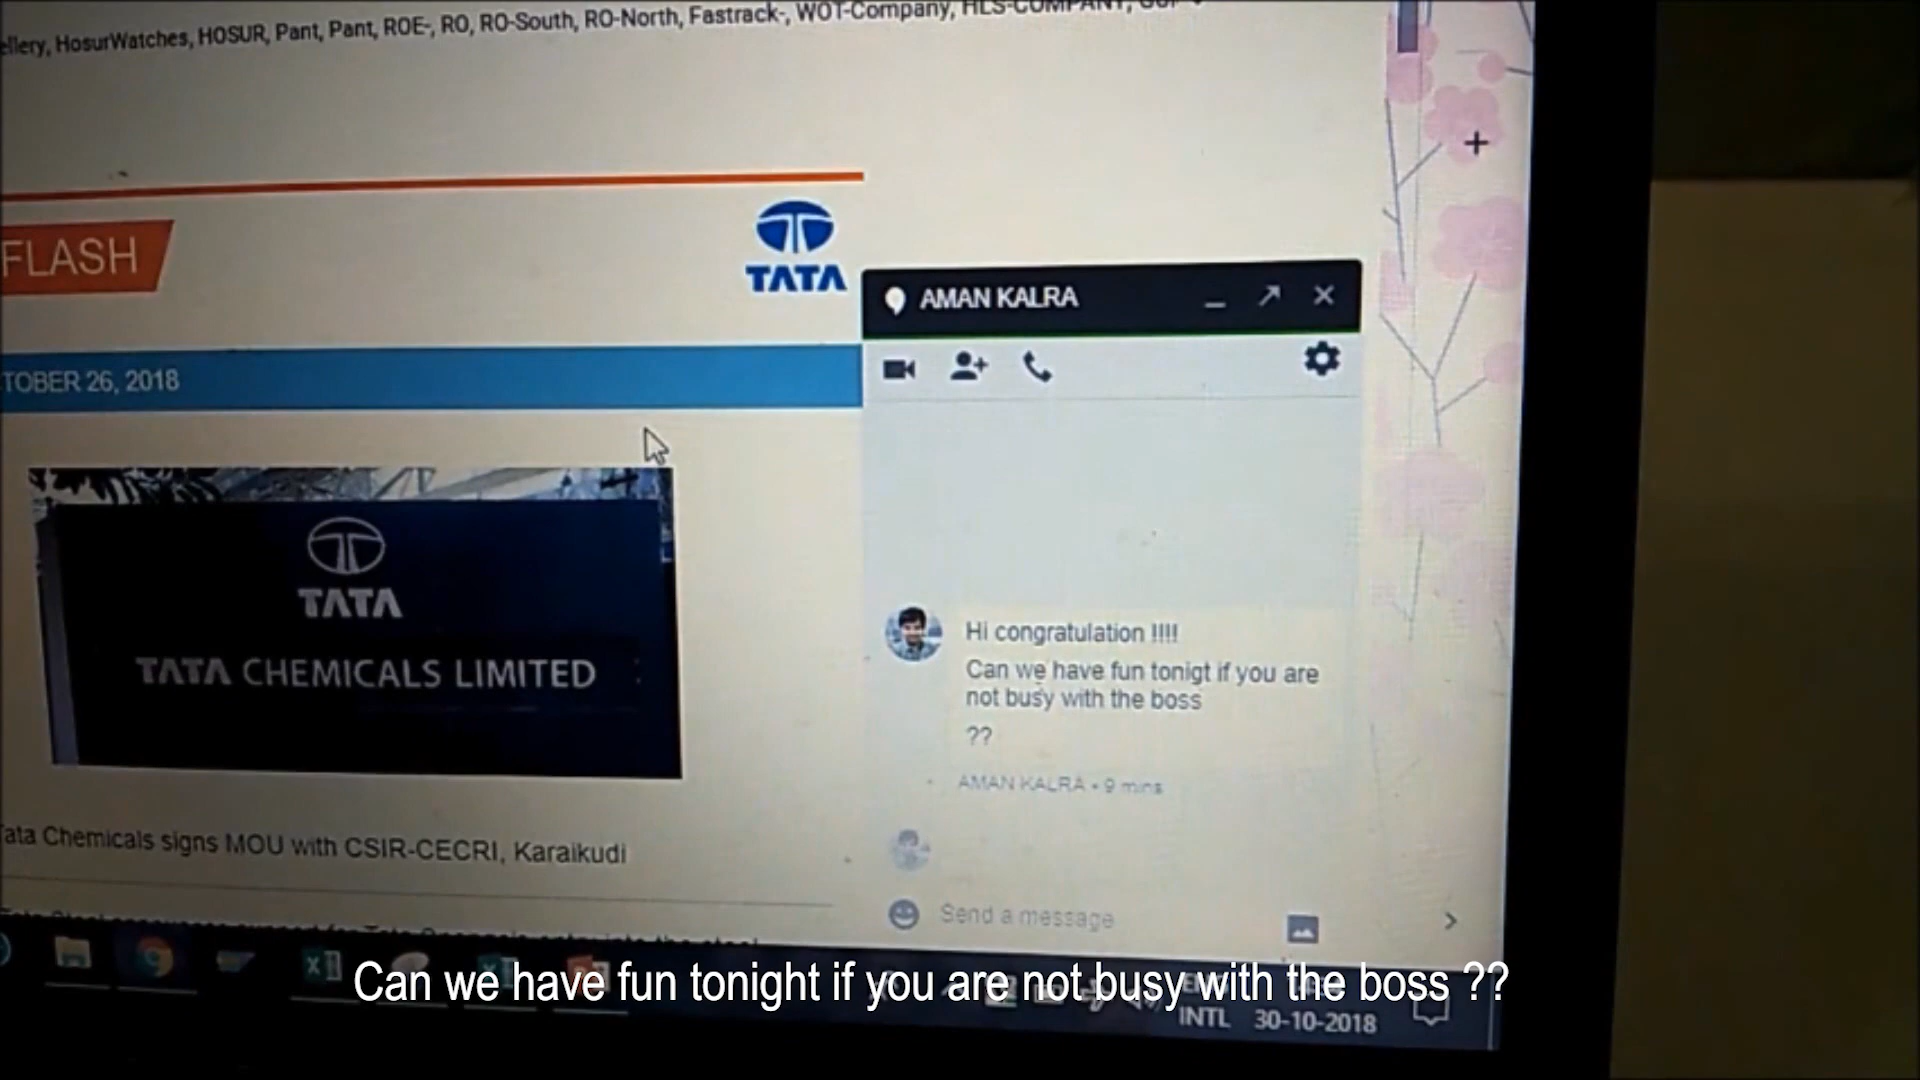 ellery, HosurWatches, HOSUR, Pant, Pant, ROE-, RO, RO-South, RO-North, Fastrack-, WOT-Company, HLS-COMPANY,
FLASH
TATA
TOBER 26, 2018
TATA
TATA CHEMICALS LIMITED
Tata Chemicals signs MOU with CSIR-CECRI, Karaikudi
AMAN KALRA
Hi congratulation !!!!
Can we have fun tonigt if you are
not busy with the boss
??
AMAN KALRA • 9 mins
Send a message
Can we have fun tonight if you are not busy with the boss ??
INTL 30-10-2018